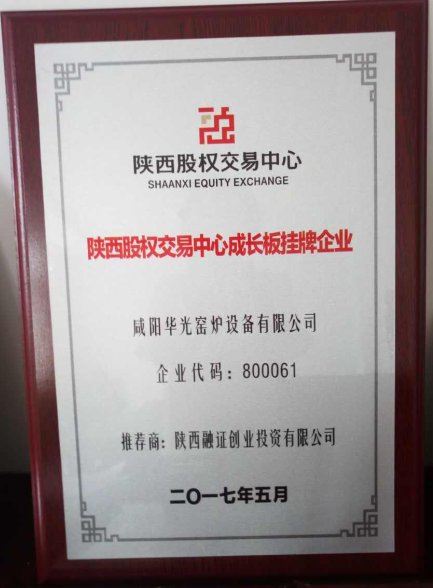 陕西股权交易中心
SHAANXI EQUITY EXCHANGE
陕西股权交易中心成长板挂牌企业
咸阳华光窑炉设备有限公司
企业代码：800061
推荐商：陕西融证创业投资有限公司
二〇一七年五月